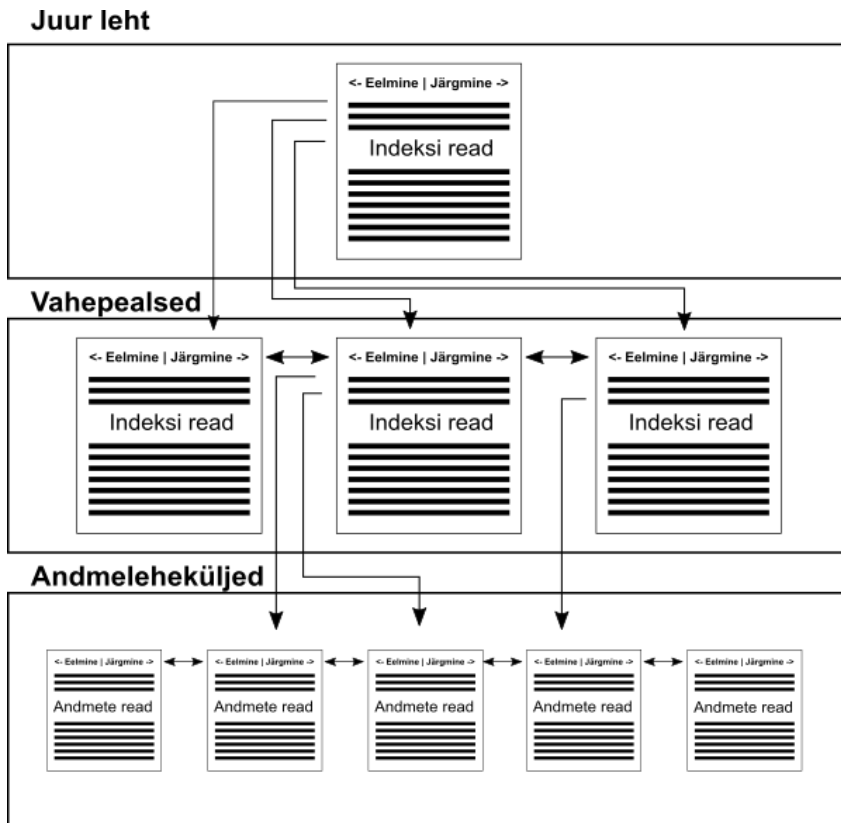 Juur leht
<- Eelmine | Järgmine ->
Indeksi read
Vahepealsed
<- Eelmine | Järgmine ->
Indeksi read
<- Eelmine | Järgmine ->
Indeksi read
<- Eelmine | Järgmine ->
Indeksi read
Andmeleheküljed
<- Eelmine | Järgmine ->
Andmete read
<- Eelmine | Järgmine ->
Andmete read
<- Eelmine | Järgmine ->
Andmete read
<- Eelmine | Järgmine ->
Andmete read
<- Eelmine | Järgmine ->
Andmete read